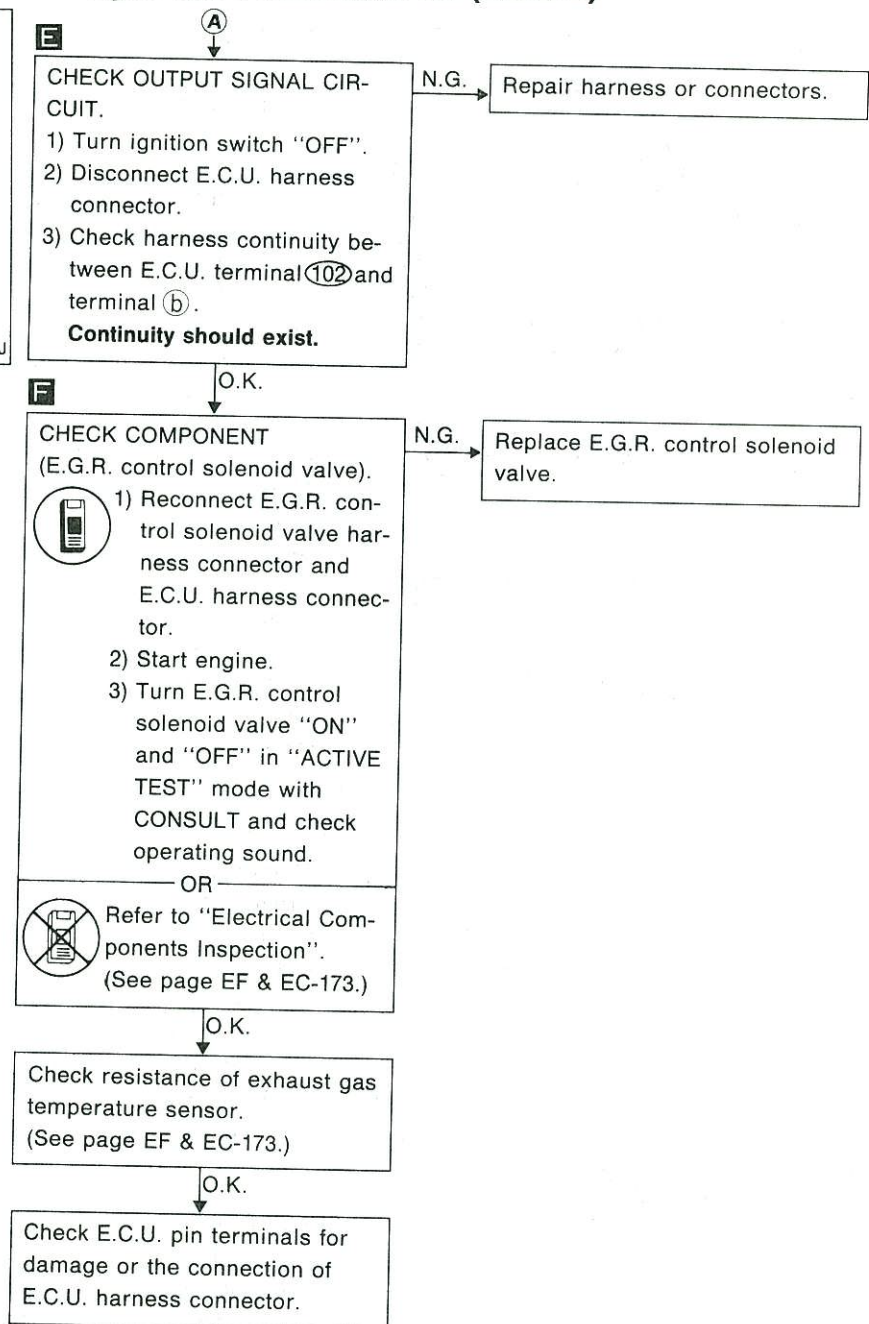 A
E
CHECK OUTPUT SIGNAL CIR-
CUIT.
1) Turn ignition switch "OFF".
2) Disconnect E.C.U. harness
connector.
3) Check harness continuity be-
tween E.C.U. terminal 102 and
terminal b.
Continuity should exist.
N.G.
Repair harness or connectors.
O.K.
F
CHECK COMPONENT
(E.G.R. control solenoid valve).
1) Reconnect E.G.R. con-
trol solenoid valve har-
ness connector and
E.C.U. harness connec-
tor.
2) Start engine.
3) Turn E.G.R. control
solenoid valve "ON"
and "OFF" in "ACTIVE
TEST" mode with
CONSULT and check
operating sound.
OR
Refer to "Electrical Com-
ponents Inspection".
(See page EF & EC-173.)
N.G.
Replace E.G.R. control solenoid
valve.
O.K.
Check resistance of exhaust gas
temperature sensor.
(See page EF & EC-173.)
O.K.
Check E.C.U. pin terminals for
damage or the connection of
E.C.U. harness connector.